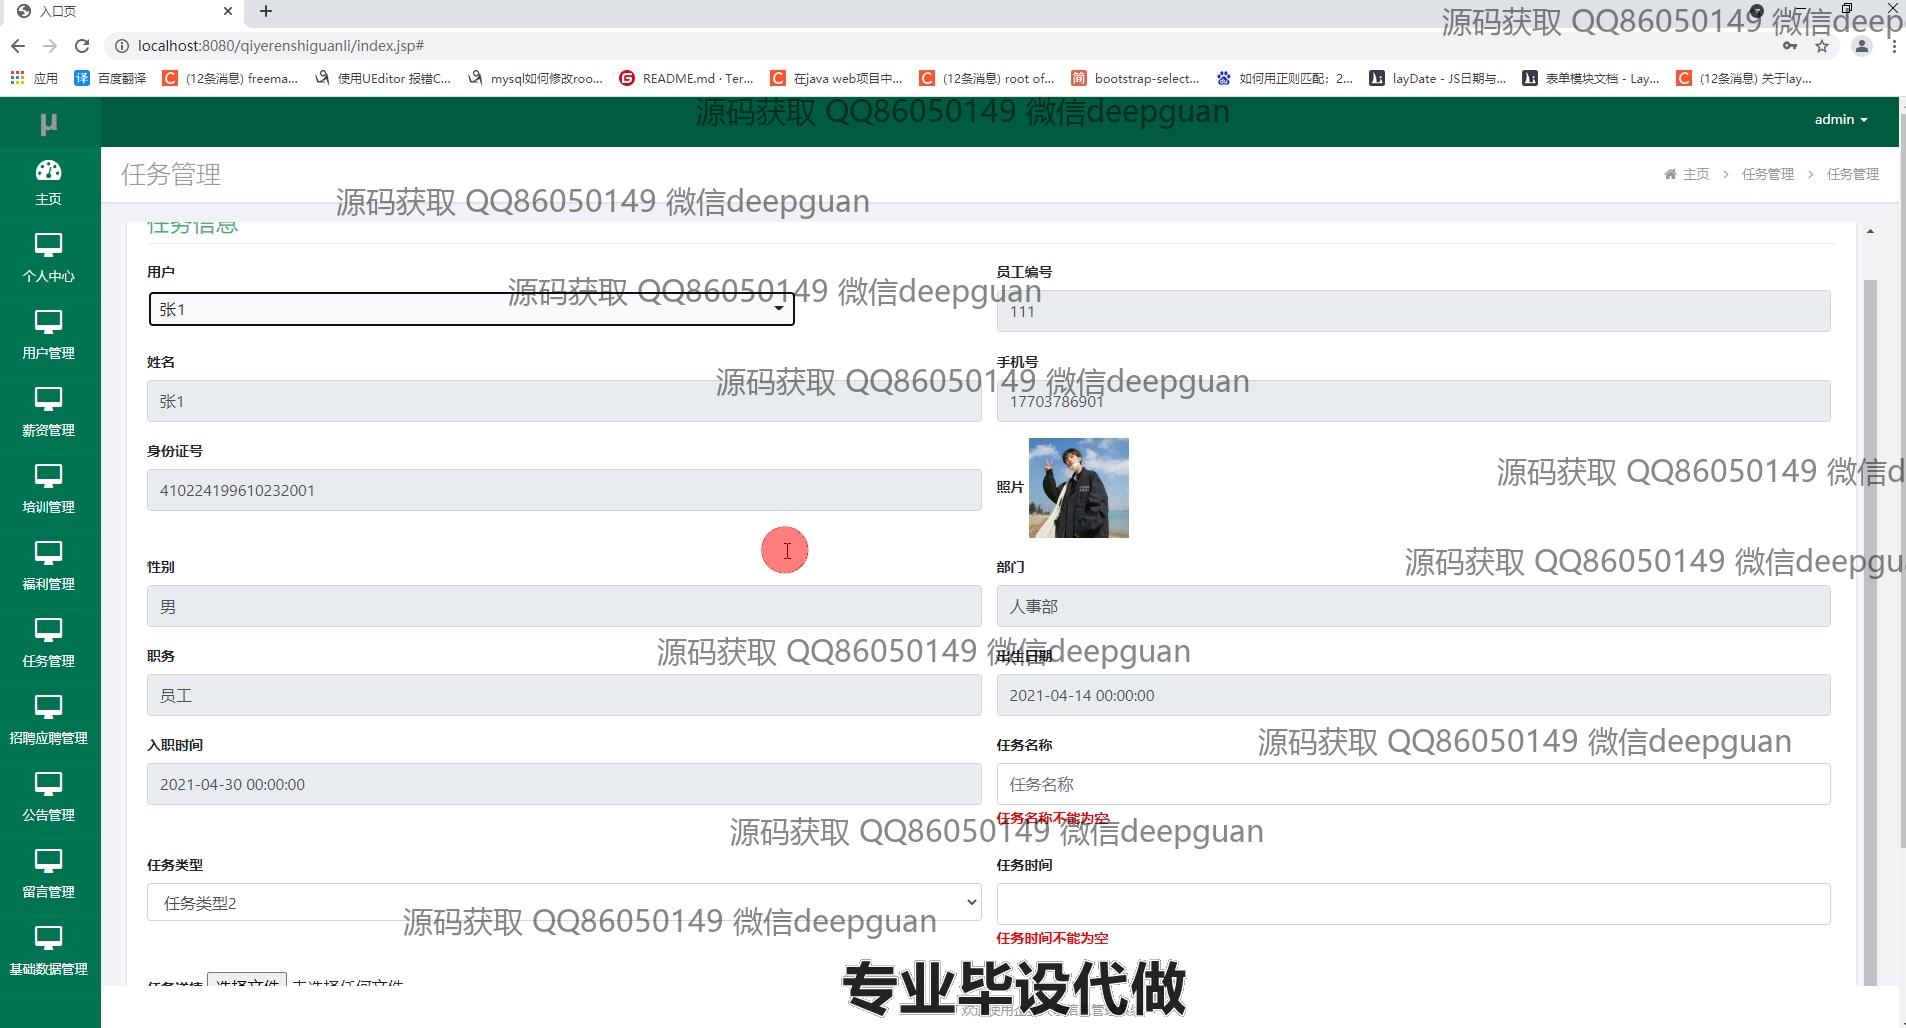 入口页
localhost:8080/qiyerenshiguanli/index.jsp#
源码获取 QQ86050149 微信deep
应用 百度翻译 (12条消息) freema... 使用UEditor 报错C... mysql如何修改roo... README.md · Ter... 在java web项目中... (12条消息) root of... bootstrap-select... 如何用正则匹配：2... layDate - JS日期与... 表单模块文档 - Lay... (12条消息) 关于lay...
源码获取 QQ86050149 微信deepguan
μ
admin
主页
任务管理
主页 > 任务管理 > 任务管理
源码获取 QQ86050149 微信deepguan
任务信息
个人中心
用户
员工编号
源码获取 QQ86050149 微信deepguan
张1
111
用户管理
姓名
手机号
源码获取 QQ86050149 微信deepguan
张1
17703786901
薪资管理
身份证号
源码获取 QQ86050149 微信d
410224199610232001
照片
培训管理
源码获取 QQ86050149 微信deepgu
性别
部门
福利管理
男
人事部
源码获取 QQ86050149 微信deepguan
职务
出生日期
任务管理
员工
2021-04-14 00:00:00
招聘应聘管理
入职时间
任务名称
源码获取 QQ86050149 微信deepguan
2021-04-30 00:00:00
任务名称
公告管理
任务名称不能为空
源码获取 QQ86050149 微信deepguan
任务类型
任务时间
留言管理
任务类型2
源码获取 QQ86050149 微信deepguan
任务时间不能为空
基础数据管理
任务详情 选择文件 未选择任何文件
专业毕设代做